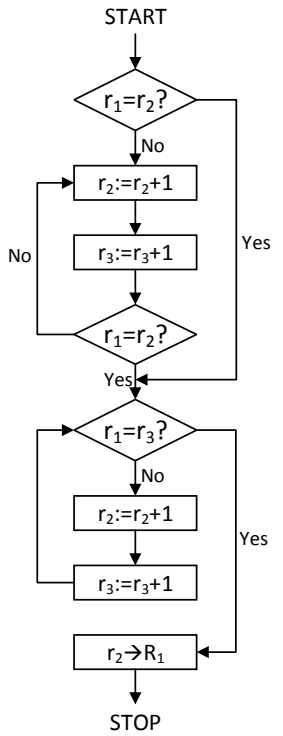 START
r₁=r₂?
No
r₂:=r₂+1
r₃:=r₃+1
Yes
No
r₁=r₂?
Yes
r₁=r₃?
No
r₂:=r₂+1
Yes
r₃:=r₃+1
r₂→R₁
STOP